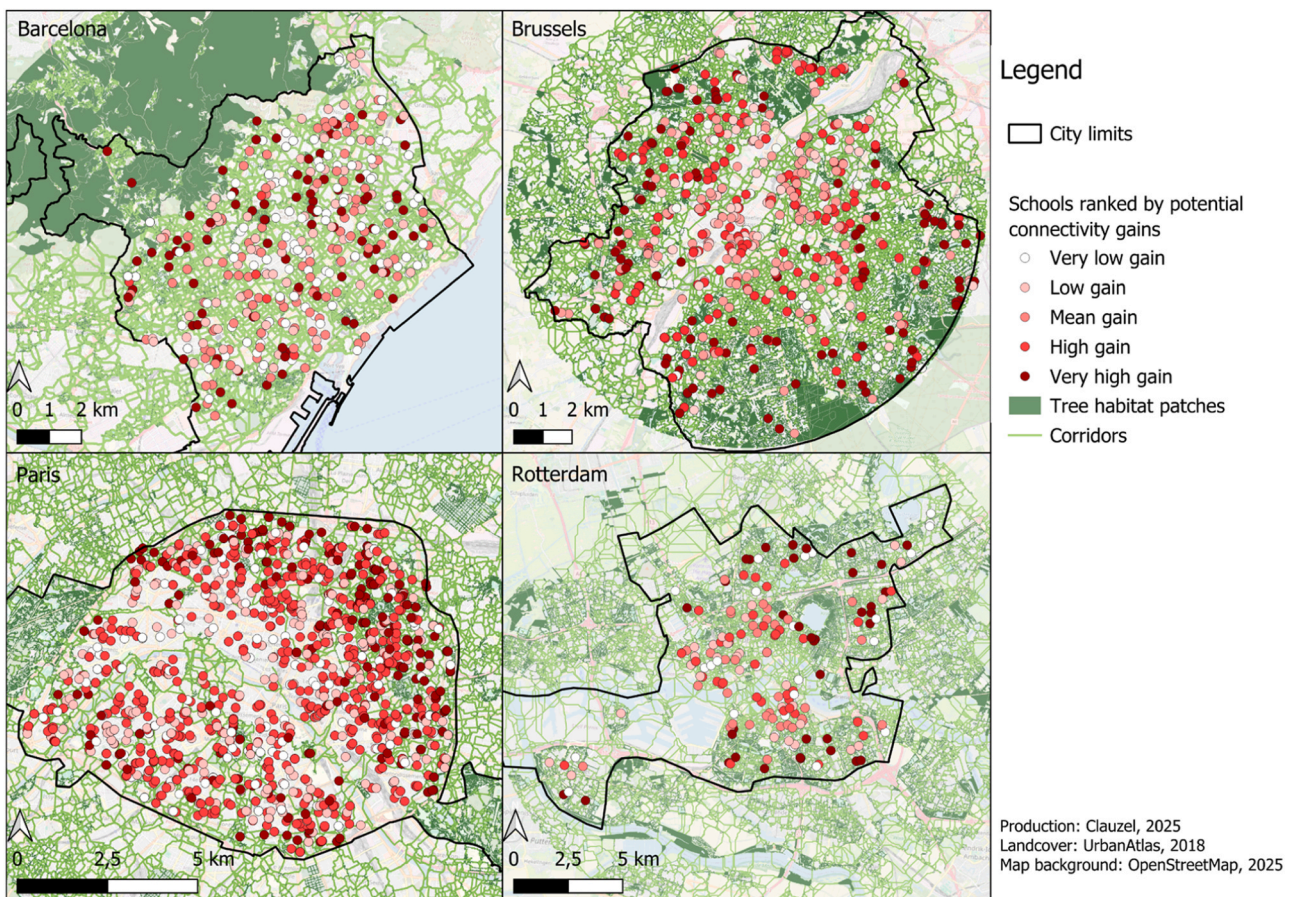 Barcelona
0 1 2 km
Brussels
0 1 2 km
Paris
0 2,5 5 km
Rotterdam
0 2,5 5 km
Legend
City limits
Schools ranked by potential
connectivity gains
Very low gain
Low gain
Mean gain
High gain
Very high gain
Tree habitat patches
Corridors
Production: Clauzel, 2025
Landcover: UrbanAtlas, 2018
Map background: OpenStreetMap, 2025